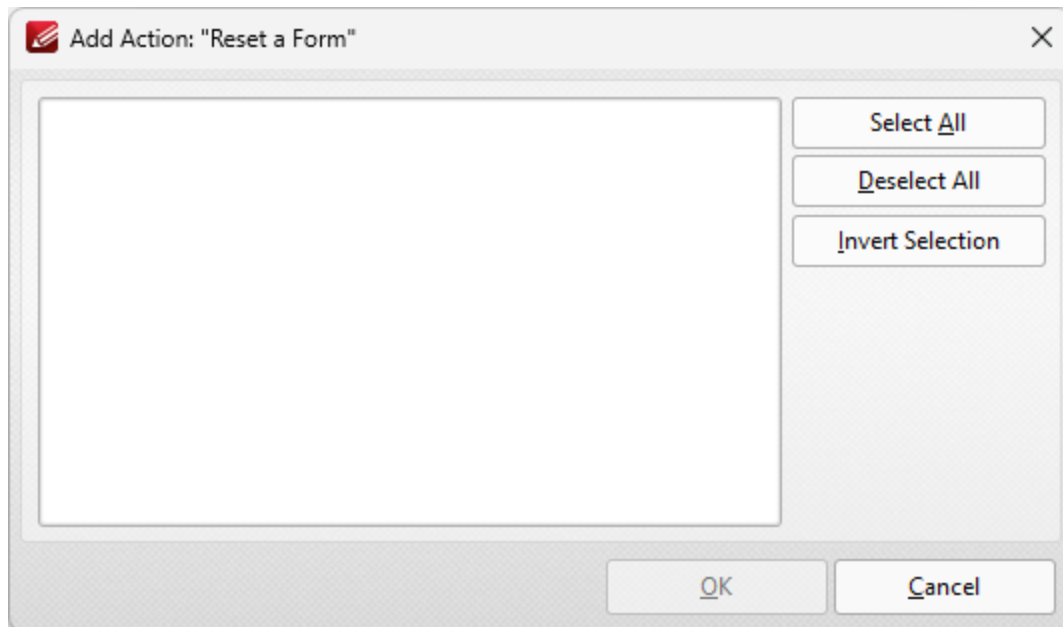 Add Action: "Reset a Form"
Select All
Deselect All
Invert Selection
OK
Cancel